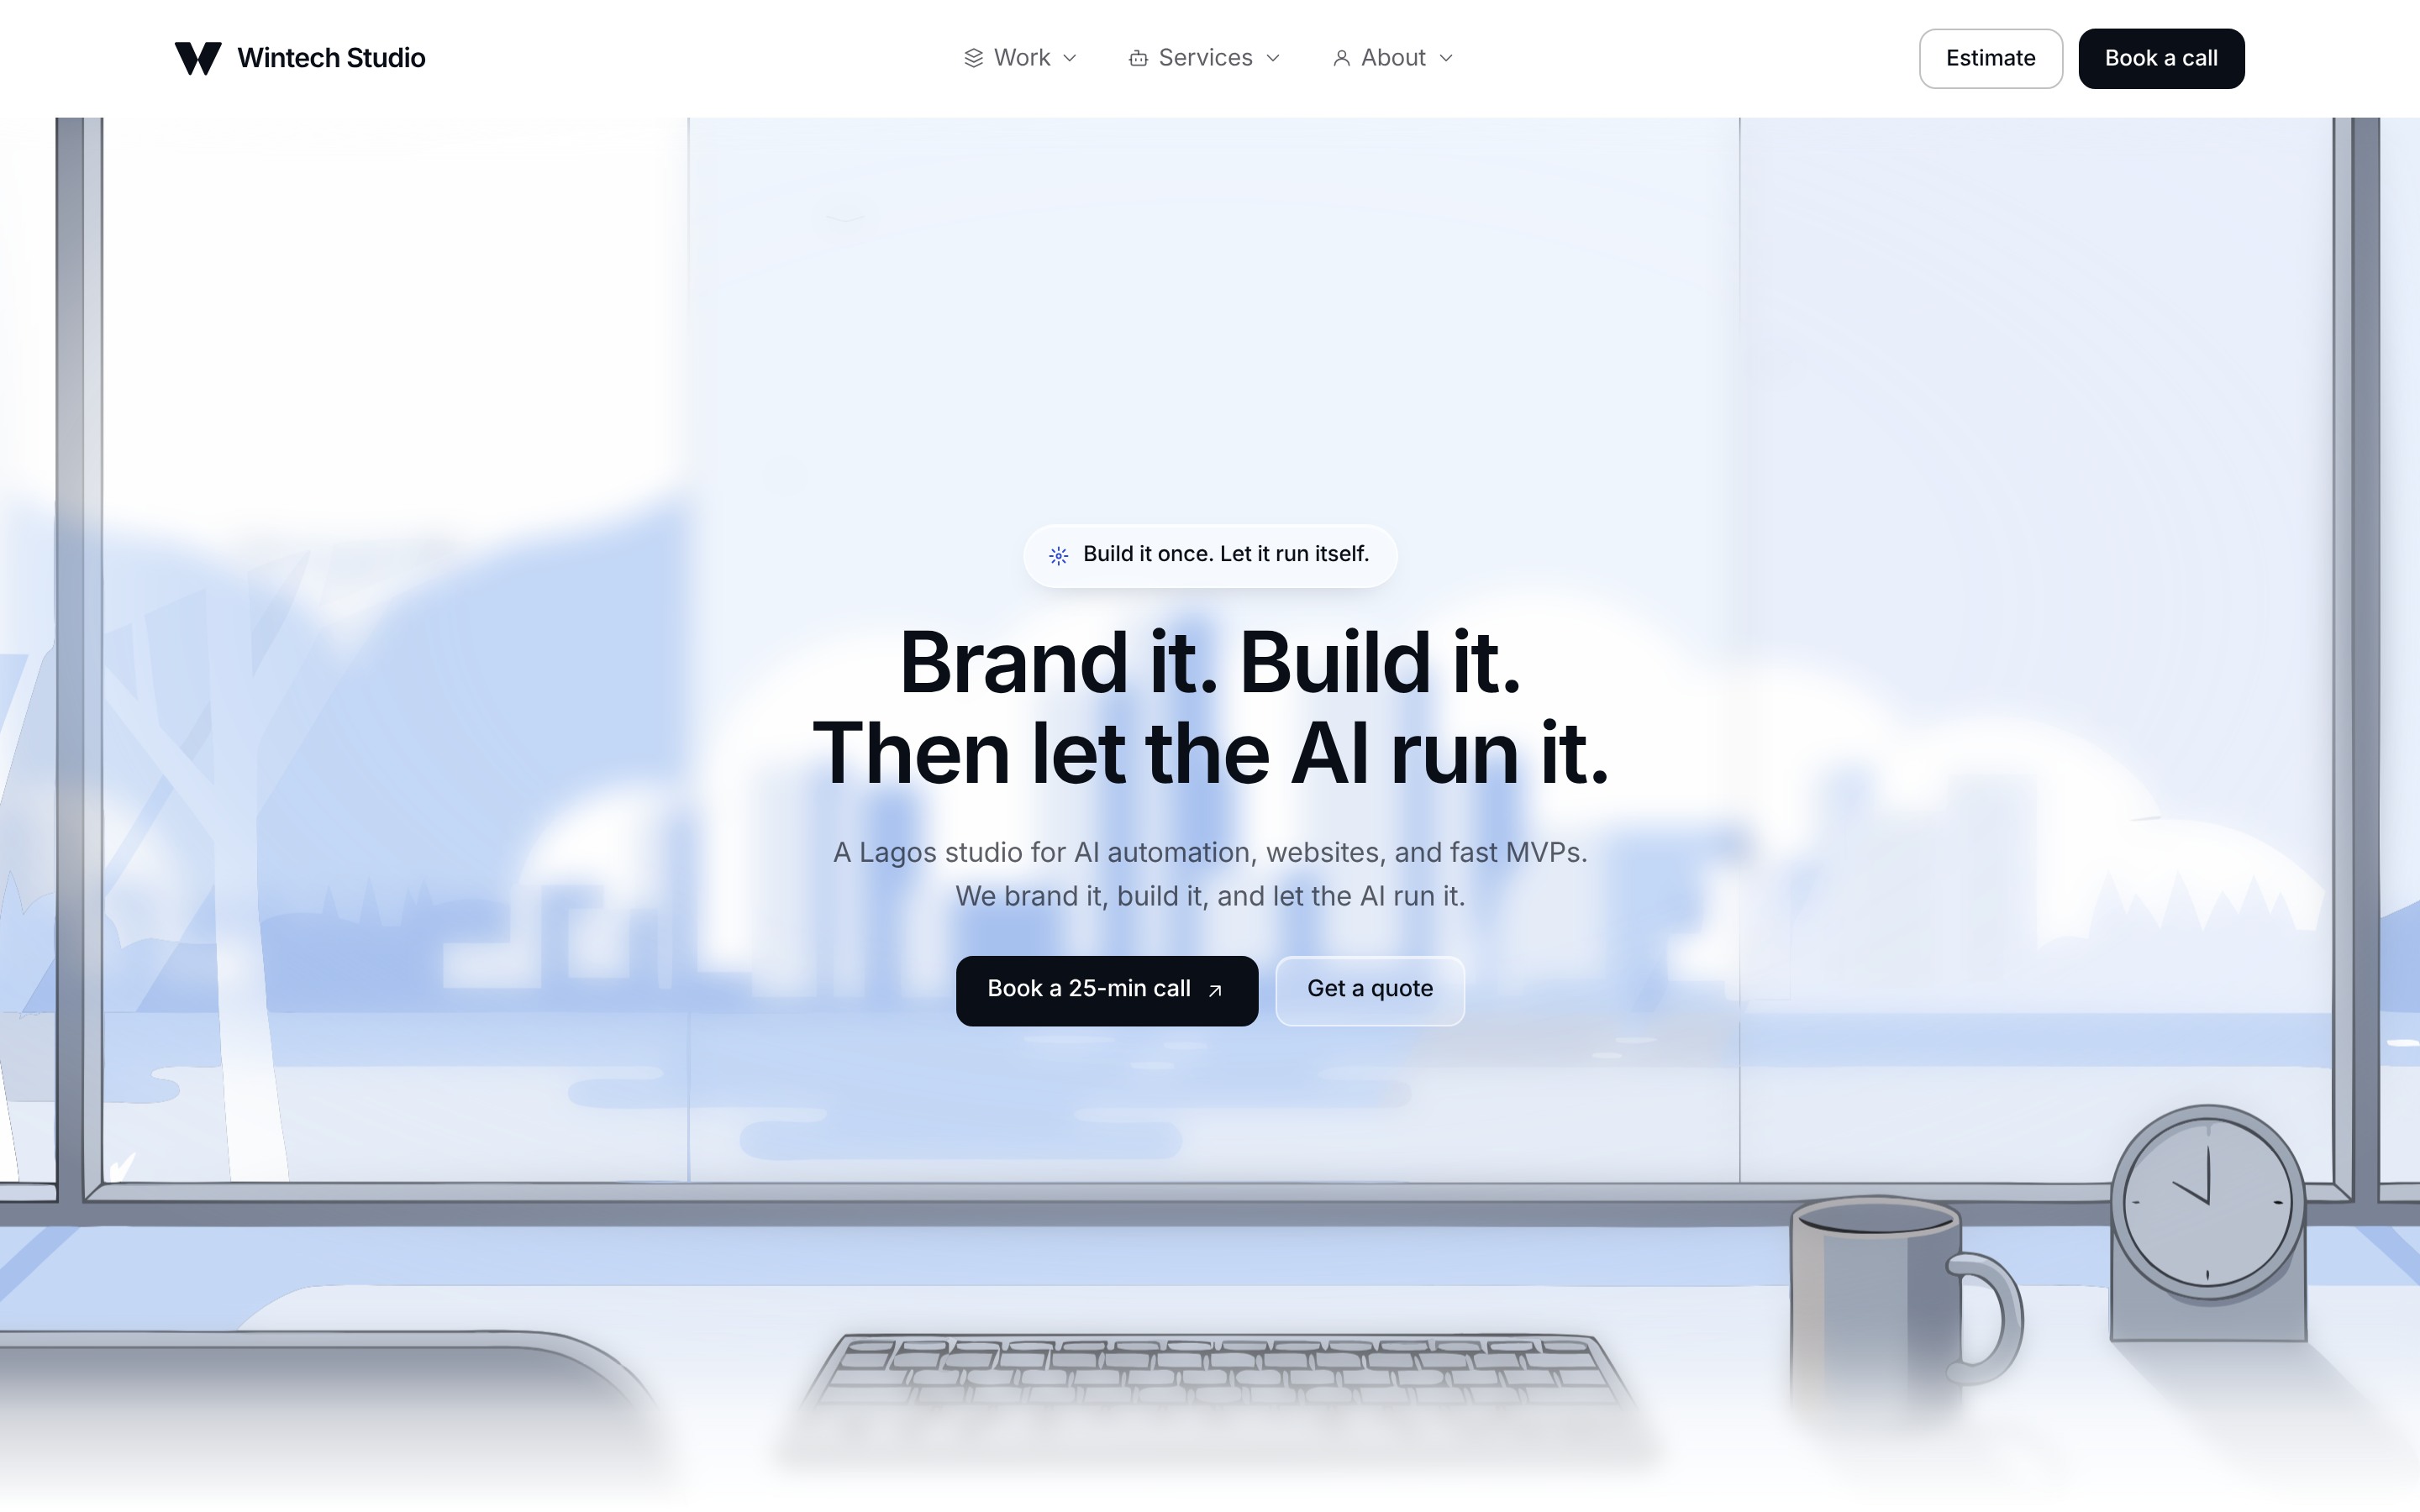 Wintech Studio
Work
Services
About
Estimate
Book a call
Build it once. Let it run itself.
Brand it. Build it.
Then let the AI run it.
A Lagos studio for AI automation, websites, and fast MVPs.
We brand it, build it, and let the AI run it.
Book a 25-min call
Get a quote